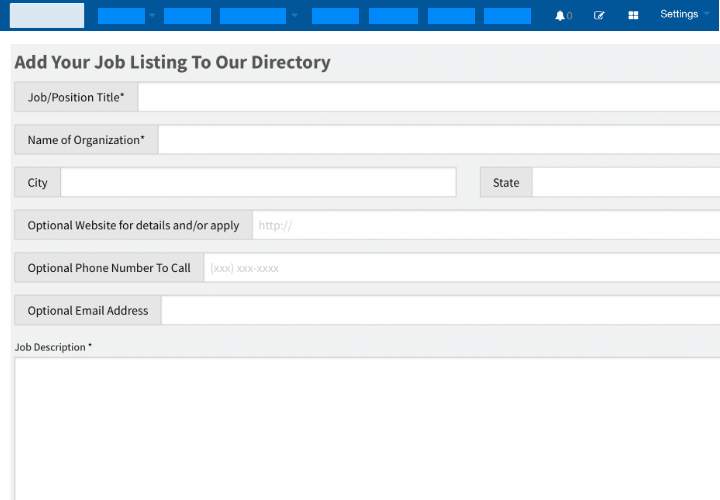 0
Settings
Add Your Job Listing To Our Directory
Job/Position Title*
Name of Organization*
City
State
Optional Website for details and/or apply
http://
Optional Phone Number To Call
(xxx) xxx-xxxx
Optional Email Address
Job Description *